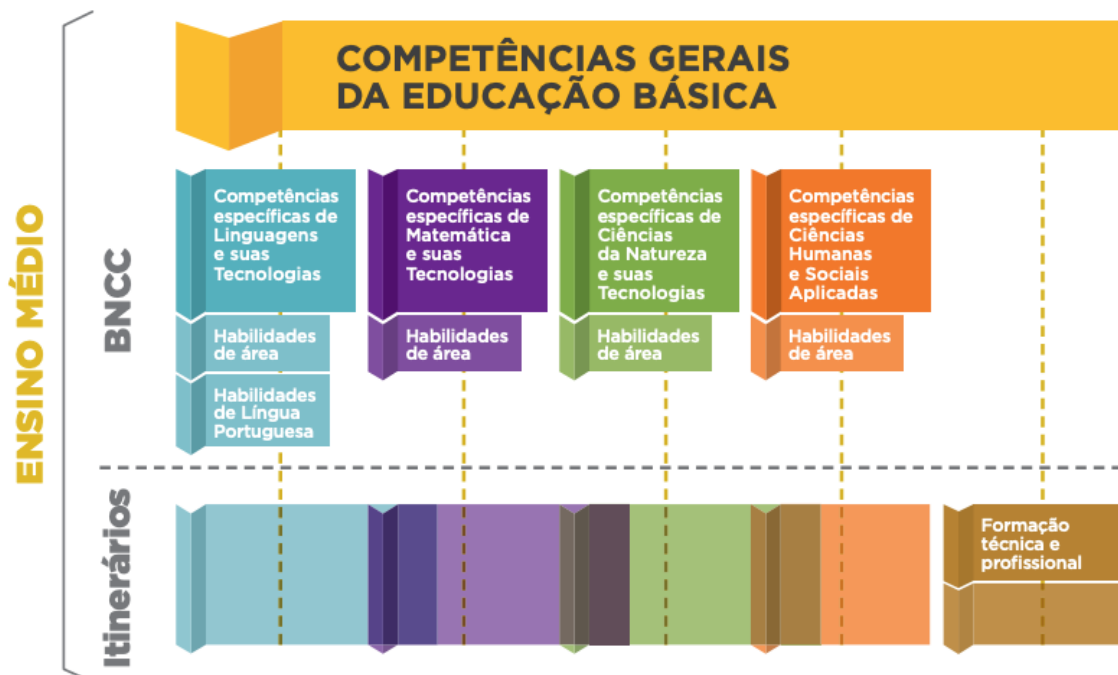 ENSINO MÉDIO
BNCC
COMPETÊNCIAS GERAIS
DA EDUCAÇÃO BÁSICA
Competências
específicas de
Linguagens
e suas
Tecnologias
Habilidades
de área
Habilidades
de Língua
Portuguesa
Competências
específicas de
Matemática
e suas
Tecnologias
Habilidades
de área
Competências
específicas de
Ciências
da Natureza
e suas
Tecnologias
Habilidades
de área
Competências
específicas de
Ciências
Humanas
e Sociais
Aplicadas
Habilidades
de área
Itinerários
Formação
técnica e
profissional